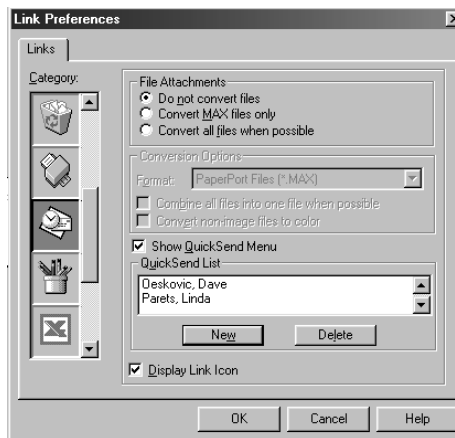 Link Preferences
Links
Category:
File Attachments
Do not convert files
Convert MAX files only
Convert all files when possible
Conversion Options
Format: PaperPort Files (*.MAX)
Combine all files into one file when possible
Convert non-image files to color
Show QuickSend Menu
QuickSend List
Oeskovic, Dave
Parets, Linda
New Delete
Display Link Icon
OK Cancel Help